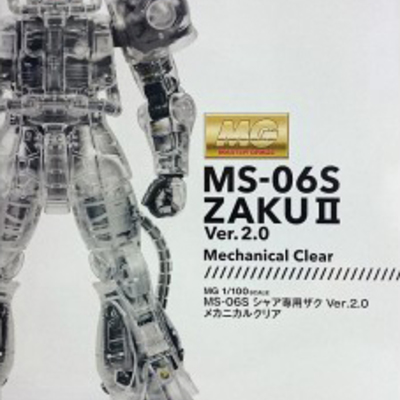 MG
MASTER GRADE
MS-06S
ZAKU II
Ver.2.0
Mechanical Clear
MG 1/100 SCALE
MS-06S シャア専用ザク Ver.2.0
メカニカルクリア